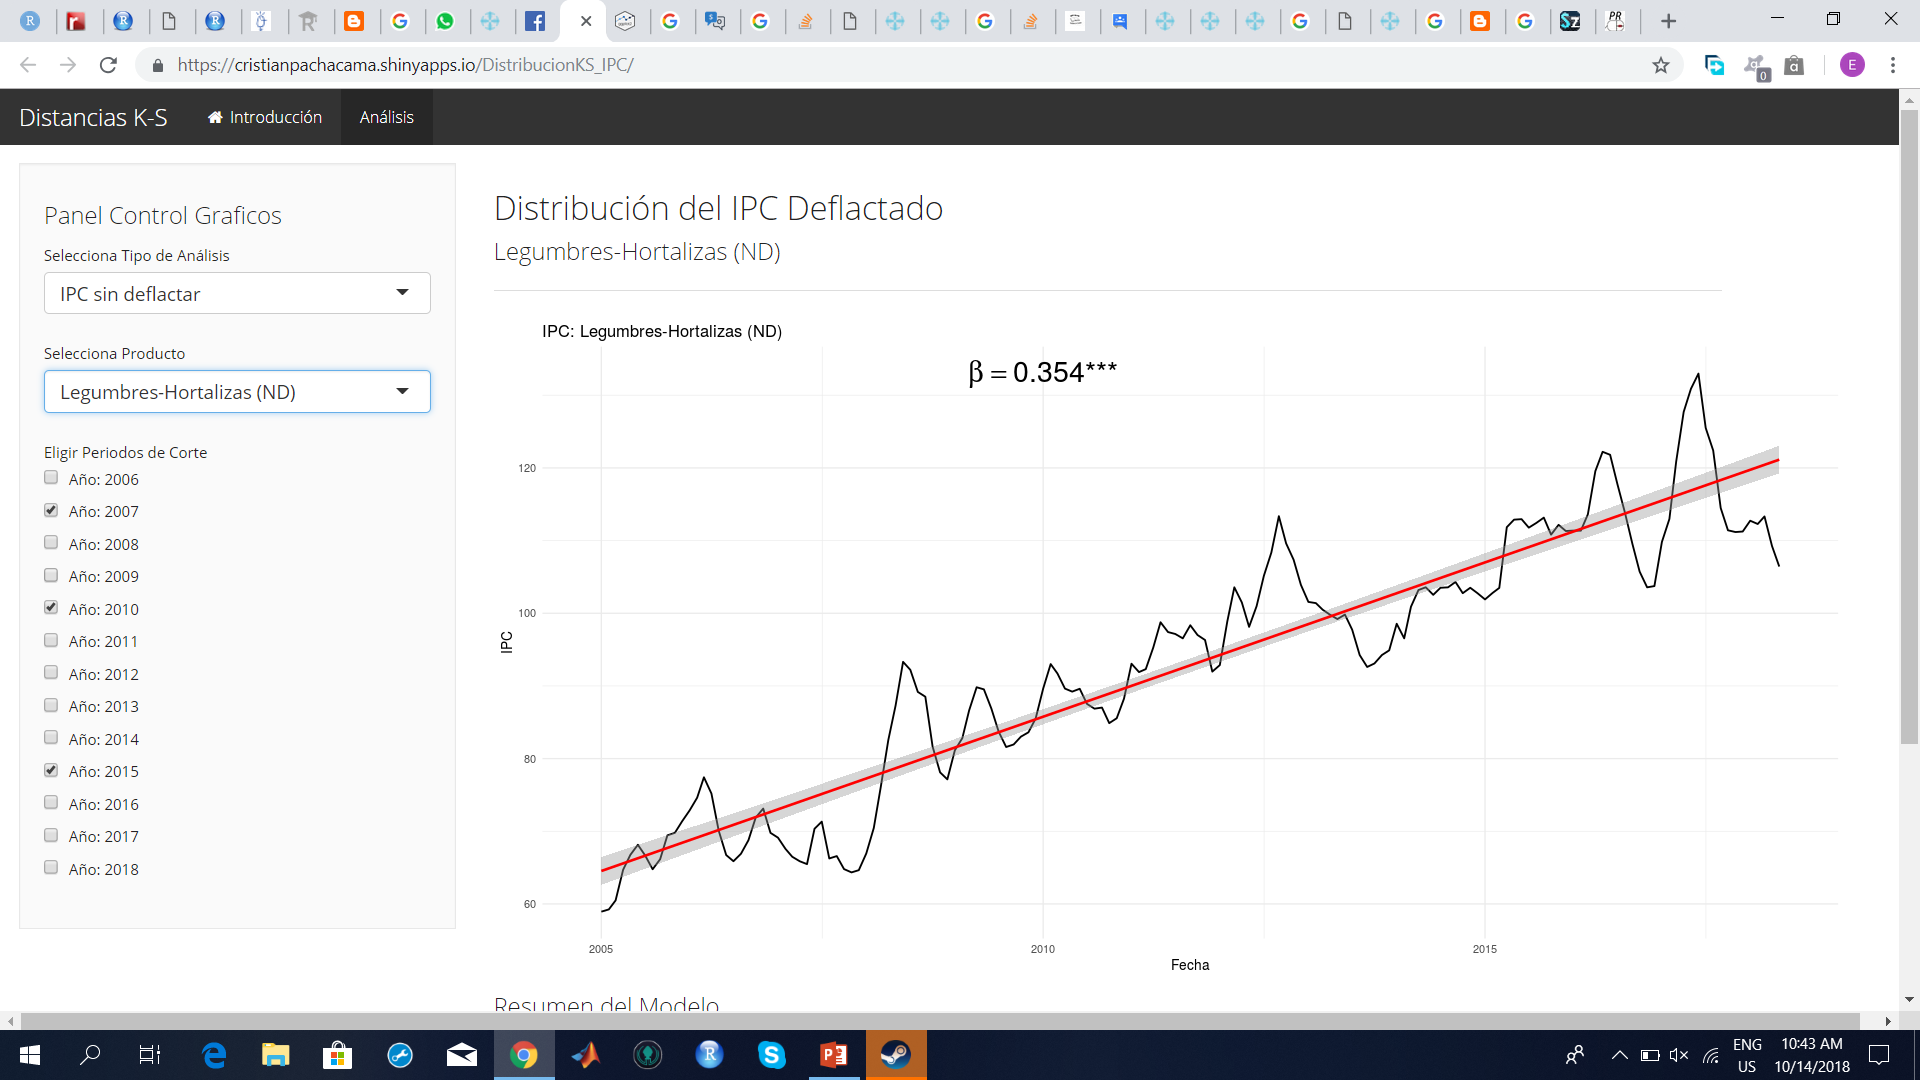 https://cristianpachacama.shinyapps.io/DistribucionKS_IPC/
0
E
Distancias K-S
Introducción
Análisis
Panel Control Graficos
Selecciona Tipo de Análisis
IPC sin deflactar
Selecciona Producto
Legumbres-Hortalizas (ND)
Eligir Periodos de Corte
Año: 2006
Año: 2007
Año: 2008
Año: 2009
Año: 2010
Año: 2011
Año: 2012
Año: 2013
Año: 2014
Año: 2015
Año: 2016
Año: 2017
Año: 2018
Distribución del IPC Deflactado
Legumbres-Hortalizas (ND)
IPC: Legumbres-Hortalizas (ND)
β = 0.354***
120
100
80
60
IPC
2005
2010
2015
Fecha
Resumen del Modelo
ENG
US
10:43 AM
10/14/2018